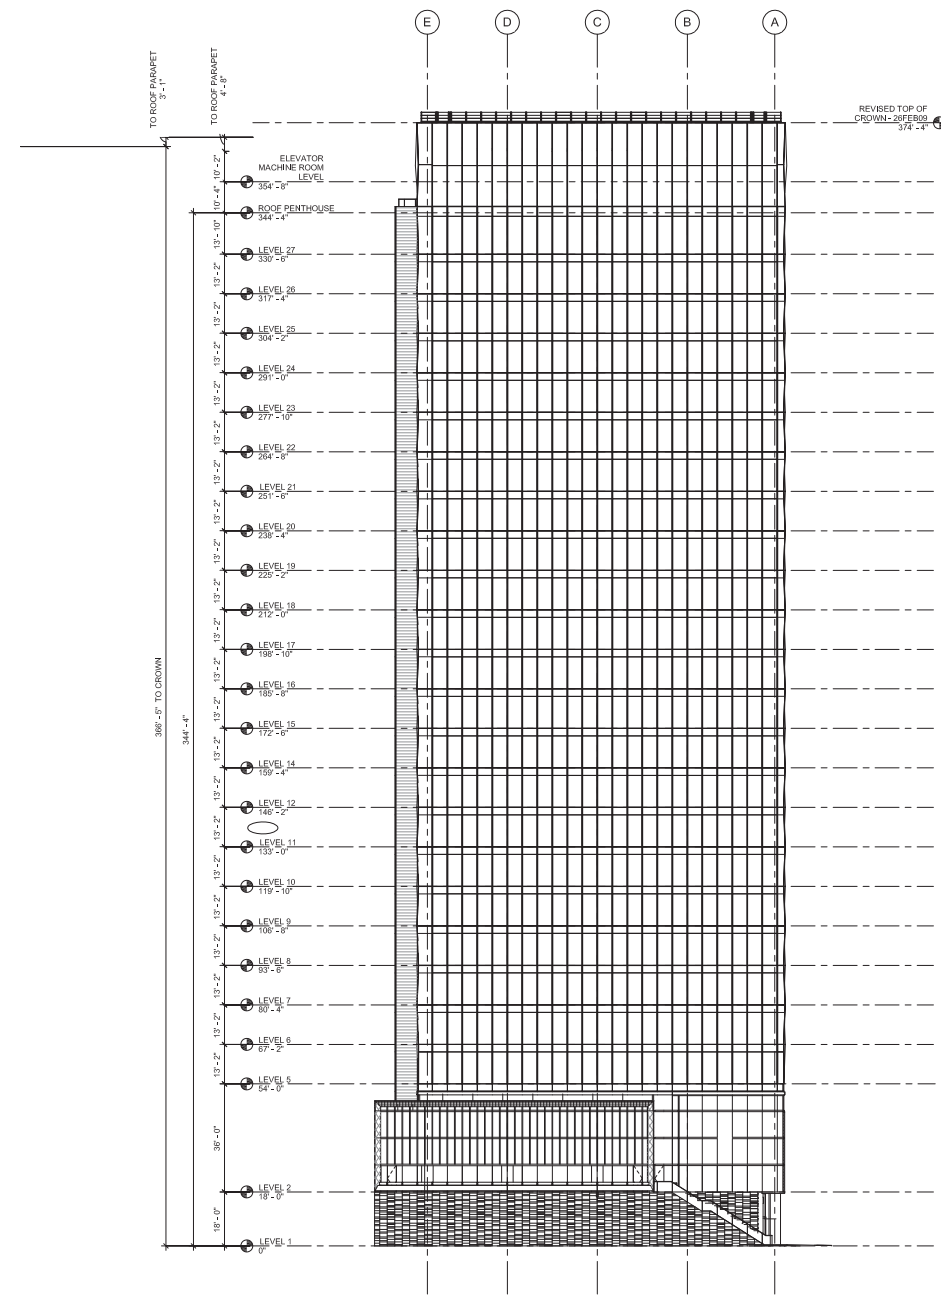 E
D
C
B
A
TO ROOF PARAPET
3' - 1"
TO ROOF PARAPET
4' - 8"
REVISED TOP OF
CROWN - 26FEB09
374' - 4"
10' - 2"
ELEVATOR
MACHINE ROOM
LEVEL
354' - 8"
10' - 4"
ROOF PENTHOUSE
344' - 4"
13' - 10"
LEVEL 27
330' - 6"
13' - 2"
LEVEL 26
317' - 4"
13' - 2"
LEVEL 25
304' - 2"
13' - 2"
LEVEL 24
291' - 0"
13' - 2"
LEVEL 23
277' - 10"
13' - 2"
LEVEL 22
264' - 8"
13' - 2"
LEVEL 21
251' - 6"
13' - 2"
LEVEL 20
238' - 4"
13' - 2"
LEVEL 19
225' - 2"
13' - 2"
LEVEL 18
212' - 0"
13' - 2"
LEVEL 17
198' - 10"
13' - 2"
LEVEL 16
185' - 8"
13' - 2"
366' - 5" TO CROWN
344' - 4"
LEVEL 15
172' - 6"
13' - 2"
LEVEL 14
159' - 4"
13' - 2"
LEVEL 12
146' - 2"
13' - 2"
LEVEL 11
133' - 0"
13' - 2"
LEVEL 10
119' - 10"
13' - 2"
LEVEL 9
106' - 8"
13' - 2"
LEVEL 8
93' - 6"
13' - 2"
LEVEL 7
80' - 4"
13' - 2"
LEVEL 6
67' - 2"
13' - 2"
LEVEL 5
54' - 0"
36' - 0"
LEVEL 2
18' - 0"
18' - 0"
LEVEL 1
0"